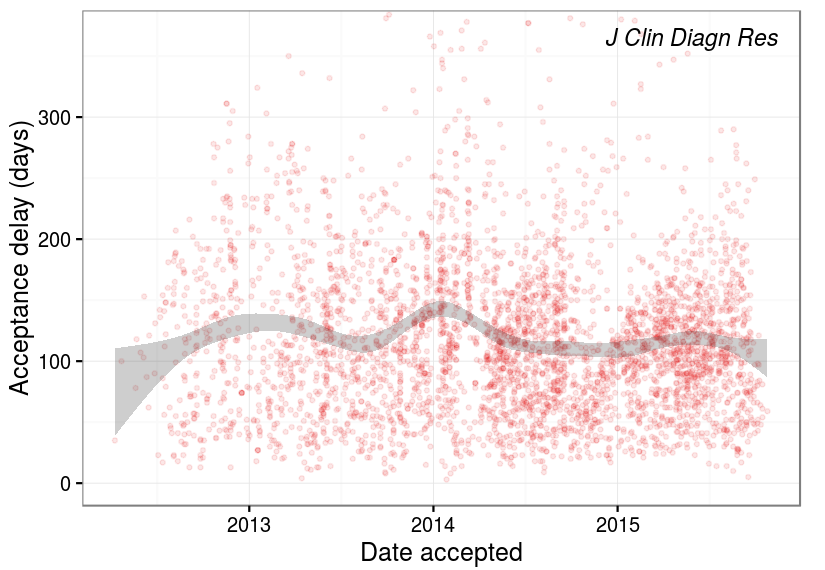 J Clin Diagn Res
Acceptance delay (days)
300
200
100
0
2013 2014 2015
Date accepted